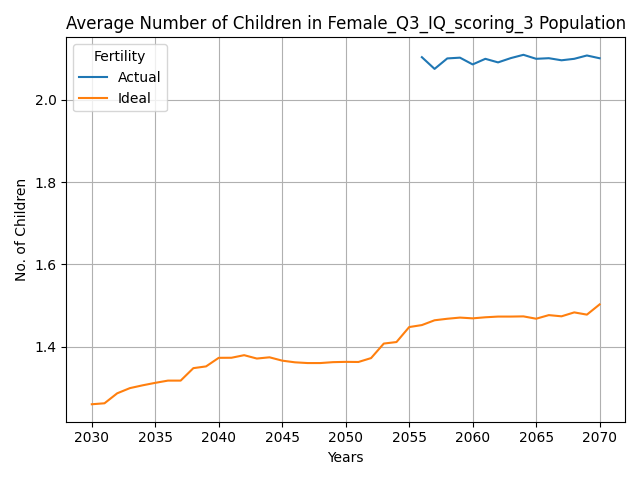 Average Number of Children in Female_Q3_IQ_scoring_3 Population
Fertility
Actual
Ideal
No. of Children
2.0
1.8
1.6
1.4
2030 2035 2040 2045 2050 2055 2060 2065 2070
Years